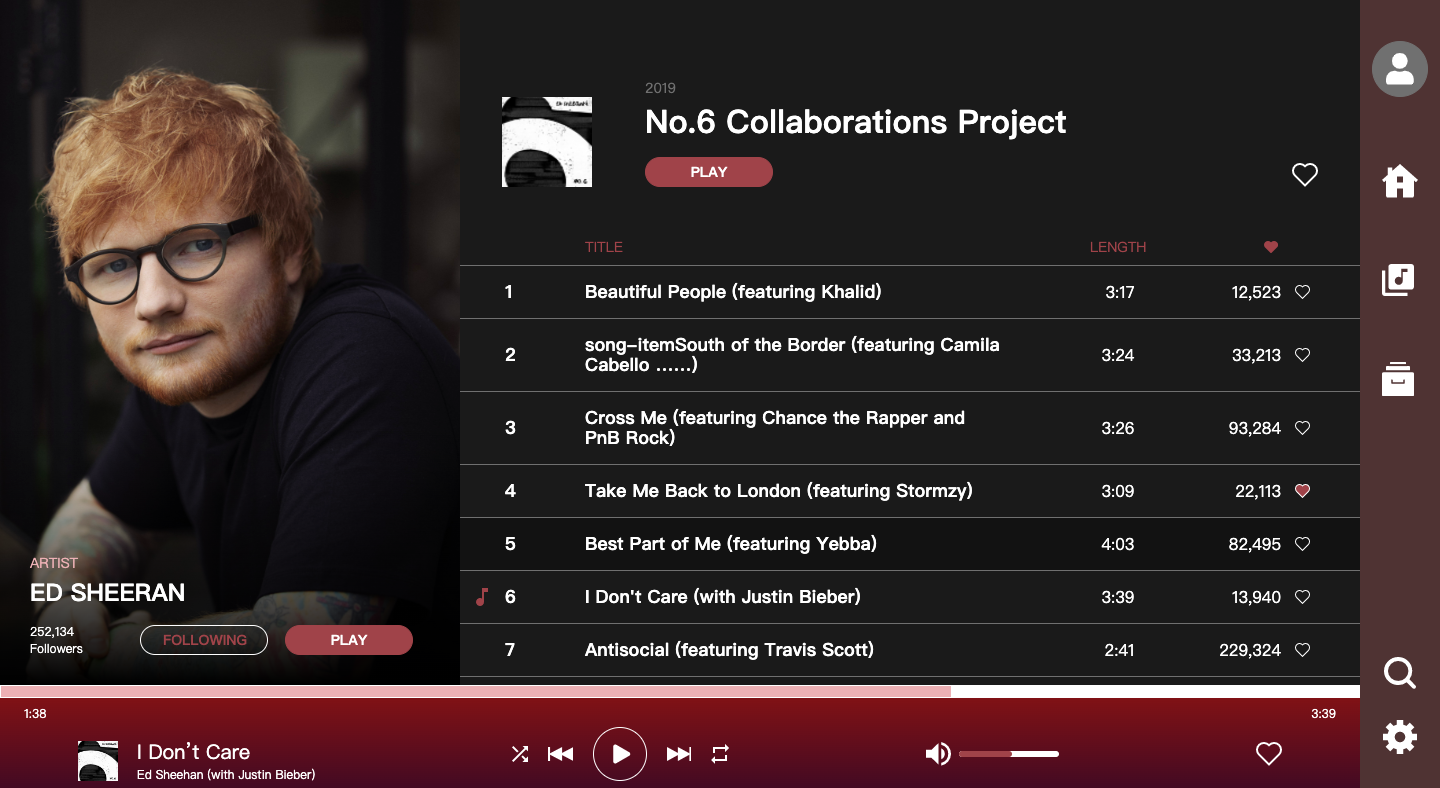 2019
No.6 Collaborations Project
PLAY
TITLE LENGTH
1 Beautiful People (featuring Khalid) 3:17 12,523
2 song-itemSouth of the Border (featuring Camila
Cabello ......) 3:24 33,213
3 Cross Me (featuring Chance the Rapper and
PnB Rock) 3:26 93,284
4 Take Me Back to London (featuring Stormzy) 3:09 22,113
5 Best Part of Me (featuring Yebba) 4:03 82,495
6 I Don't Care (with Justin Bieber) 3:39 13,940
7 Antisocial (featuring Travis Scott) 2:41 229,324
ARTIST
ED SHEERAN
252,134
Followers
FOLLOWING
PLAY
1:38
3:39
I Don’t Care
Ed Sheehan (with Justin Bieber)